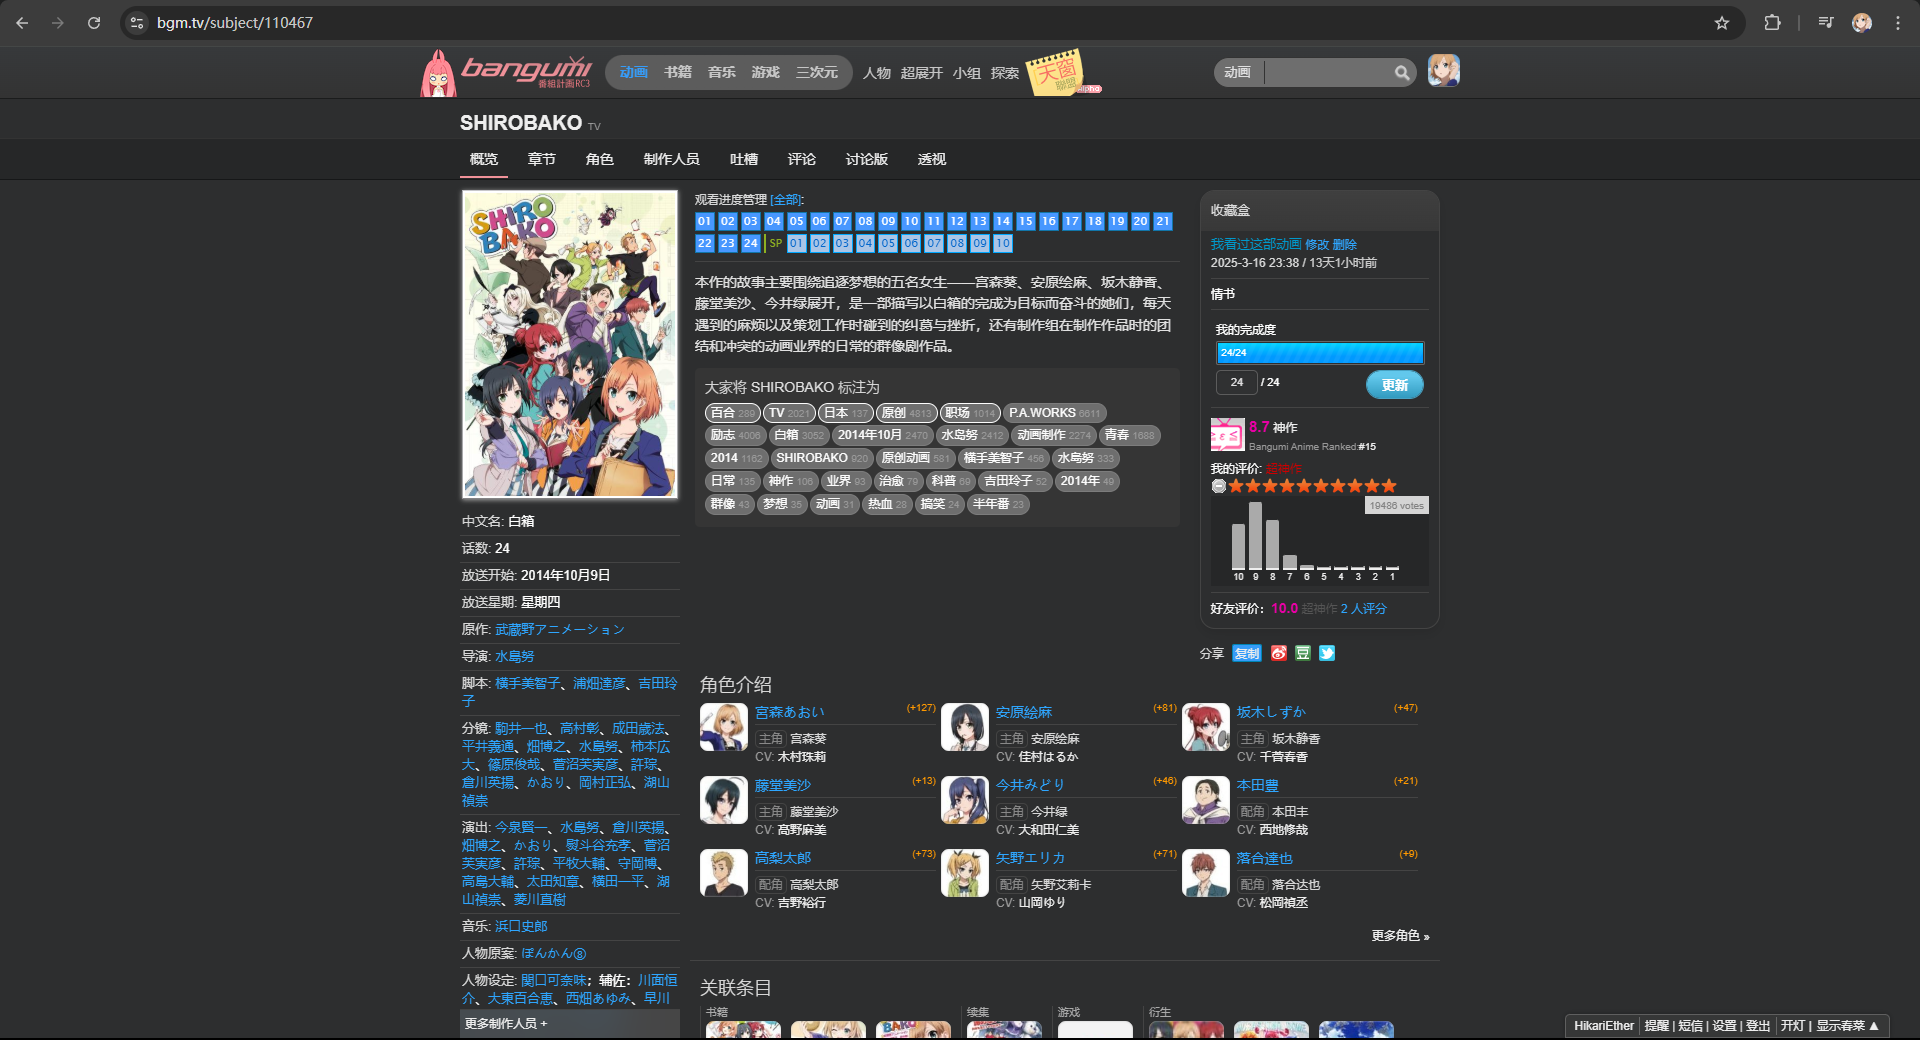 bgm.tv/subject/110467
bangumi
番組計画RC3
动画 书籍 音乐 游戏 三次元 人物 超展开 小组 探索 天窗 联盟 alpha
动画
SHIROBAKO TV
概览 章节 角色 制作人员 吐槽 评论 讨论版 透视
SHIRO
BAKO
中文名: 白箱
话数: 24
放送开始: 2014年10月9日
放送星期: 星期四
原作: 武蔵野アニメーション
导演: 水島努
脚本: 横手美智子、浦畑達彦、吉田玲
子
分镜: 駒井一也、高村彰、成田歳法、
平井義通、畑博之、水島努、柿本広
大、篠原俊哉、菅沼芙実彦、許琮、
倉川英揚、かおり、岡村正弘、湖山
禎崇
演出: 今泉賢一、水島努、倉川英揚、
畑博之、かおり、熨斗谷充孝、菅沼
芙実彦、許琮、平牧大輔、守岡博、
高島大輔、太田知章、横田一平、湖
山禎崇、菱川直樹
音乐: 浜口史郎
人物原案: ぽんかん⑧
人物设定: 関口可奈味；辅佐：川面恒
介、大東百合恵、西畑あゆみ、早川
更多制作人员 +
观看进度管理 [全部]:
01 02 03 04 05 06 07 08 09 10 11 12 13 14 15 16 17 18 19 20 21
22 23 24 SP 01 02 03 04 05 06 07 08 09 10
本作的故事主要围绕追逐梦想的五名女生——宫森葵、安原绘麻、坂木静香、
藤堂美沙、今井绿展开，是一部描写以白箱的完成为目标而奋斗的她们，每天
遇到的麻烦以及策划工作时碰到的纠葛与挫折，还有制作组在制作作品时的团
结和冲突的动画业界的日常的群像剧作品。
大家将 SHIROBAKO 标注为
百合 289 TV 2021 日本 137 原创 4813 职场 1014 P.A.WORKS 6611
励志 4006 白箱 3052 2014年10月 2470 水岛努 2412 动画制作 2274 青春 1688
2014 1162 SHIROBAKO 920 原创动画 581 横手美智子 456 水島努 333
日常 135 神作 106 业界 93 治愈 79 科普 69 吉田玲子 52 2014年 49
群像 43 梦想 35 动画 31 热血 28 搞笑 24 半年番 23
收藏盒
我看过这部动画 修改 删除
2025-3-16 23:38 / 13天1小时前
情书
我的完成度
24/24
24 / 24 更新
8.7 神作
Bangumi Anime Ranked:#15
我的评价: 超神作
19486 votes
10 9 8 7 6 5 4 3 2 1
好友评价: 10.0 超神作 2 人评分
分享 复制 豆
角色介绍
宮森あおい (+127)
主角 宫森葵
CV: 木村珠莉
安原絵麻 (+81)
主角 安原绘麻
CV: 佳村はるか
坂木しずか (+47)
主角 坂木静香
CV: 千菅春香
藤堂美沙 (+13)
主角 藤堂美沙
CV: 高野麻美
今井みどり (+46)
主角 今井绿
CV: 大和田仁美
本田豊 (+21)
配角 本田丰
CV: 西地修哉
高梨太郎 (+73)
配角 高梨太郎
CV: 吉野裕行
矢野エリカ (+71)
配角 矢野艾莉卡
CV: 山岡ゆり
落合達也 (+9)
配角 落合达也
CV: 松岡禎丞
更多角色 »
关联条目
书籍 续集 游戏 衍生
HikariEther 提醒 | 短信 | 设置 | 登出 开灯 | 显示春菜 ▲